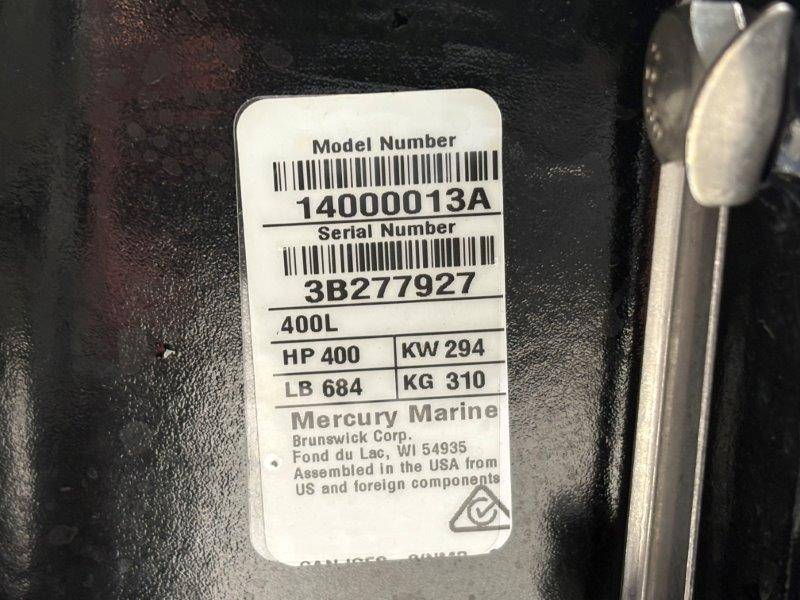 Model Number
14000013A
Serial Number
3B277927
400L
HP 400 KW 294
LB 684 KG 310
Mercury Marine
Brunswick Corp.
Fond du Lac, WI 54935
Assembled in the USA from
US and foreign components